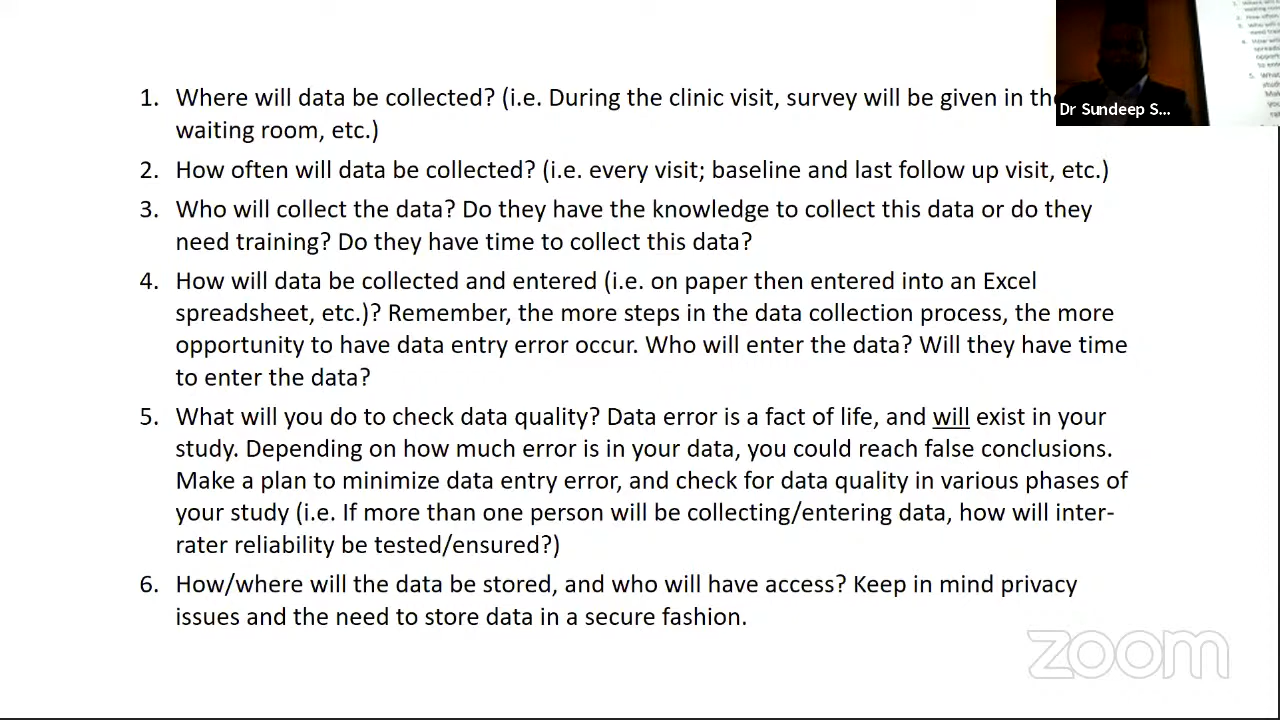 1. Where will data be collected? (i.e. During the clinic visit, survey will be given in the
waiting room, etc.)
2. How often will data be collected? (i.e. every visit; baseline and last follow up visit, etc.)
3. Who will collect the data? Do they have the knowledge to collect this data or do they
need training? Do they have time to collect this data?
4. How will data be collected and entered (i.e. on paper then entered into an Excel
spreadsheet, etc.)? Remember, the more steps in the data collection process, the more
opportunity to have data entry error occur. Who will enter the data? Will they have time
to enter the data?
5. What will you do to check data quality? Data error is a fact of life, and will exist in your
study. Depending on how much error is in your data, you could reach false conclusions.
Make a plan to minimize data entry error, and check for data quality in various phases of
your study (i.e. If more than one person will be collecting/entering data, how will inter-
rater reliability be tested/ensured?)
6. How/where will the data be stored, and who will have access? Keep in mind privacy
issues and the need to store data in a secure fashion.
Dr Sundeep S...
zoom